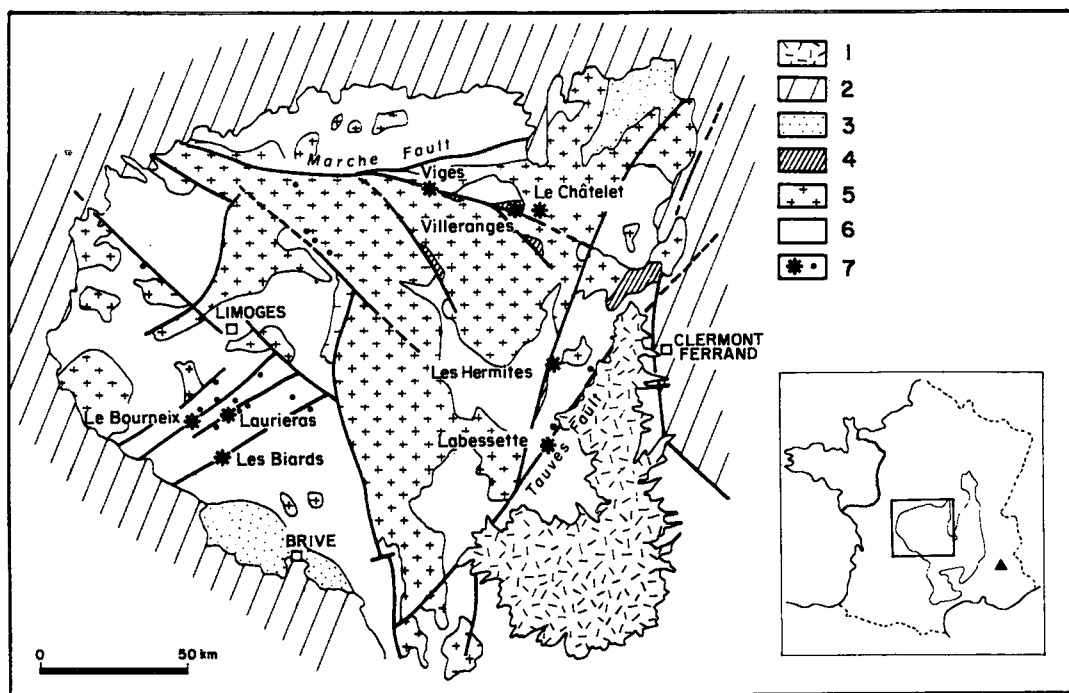 1
2
3
4
5
6
7
Marche Fault
Viges
Le Châtelet
Villeranges
LIMOGES
CLERMONT
FERRAND
Les Hermites
Le Bourneix
Laurieras
Labessette
Tauves Fault
Les Biards
BRIVE
0 50 km